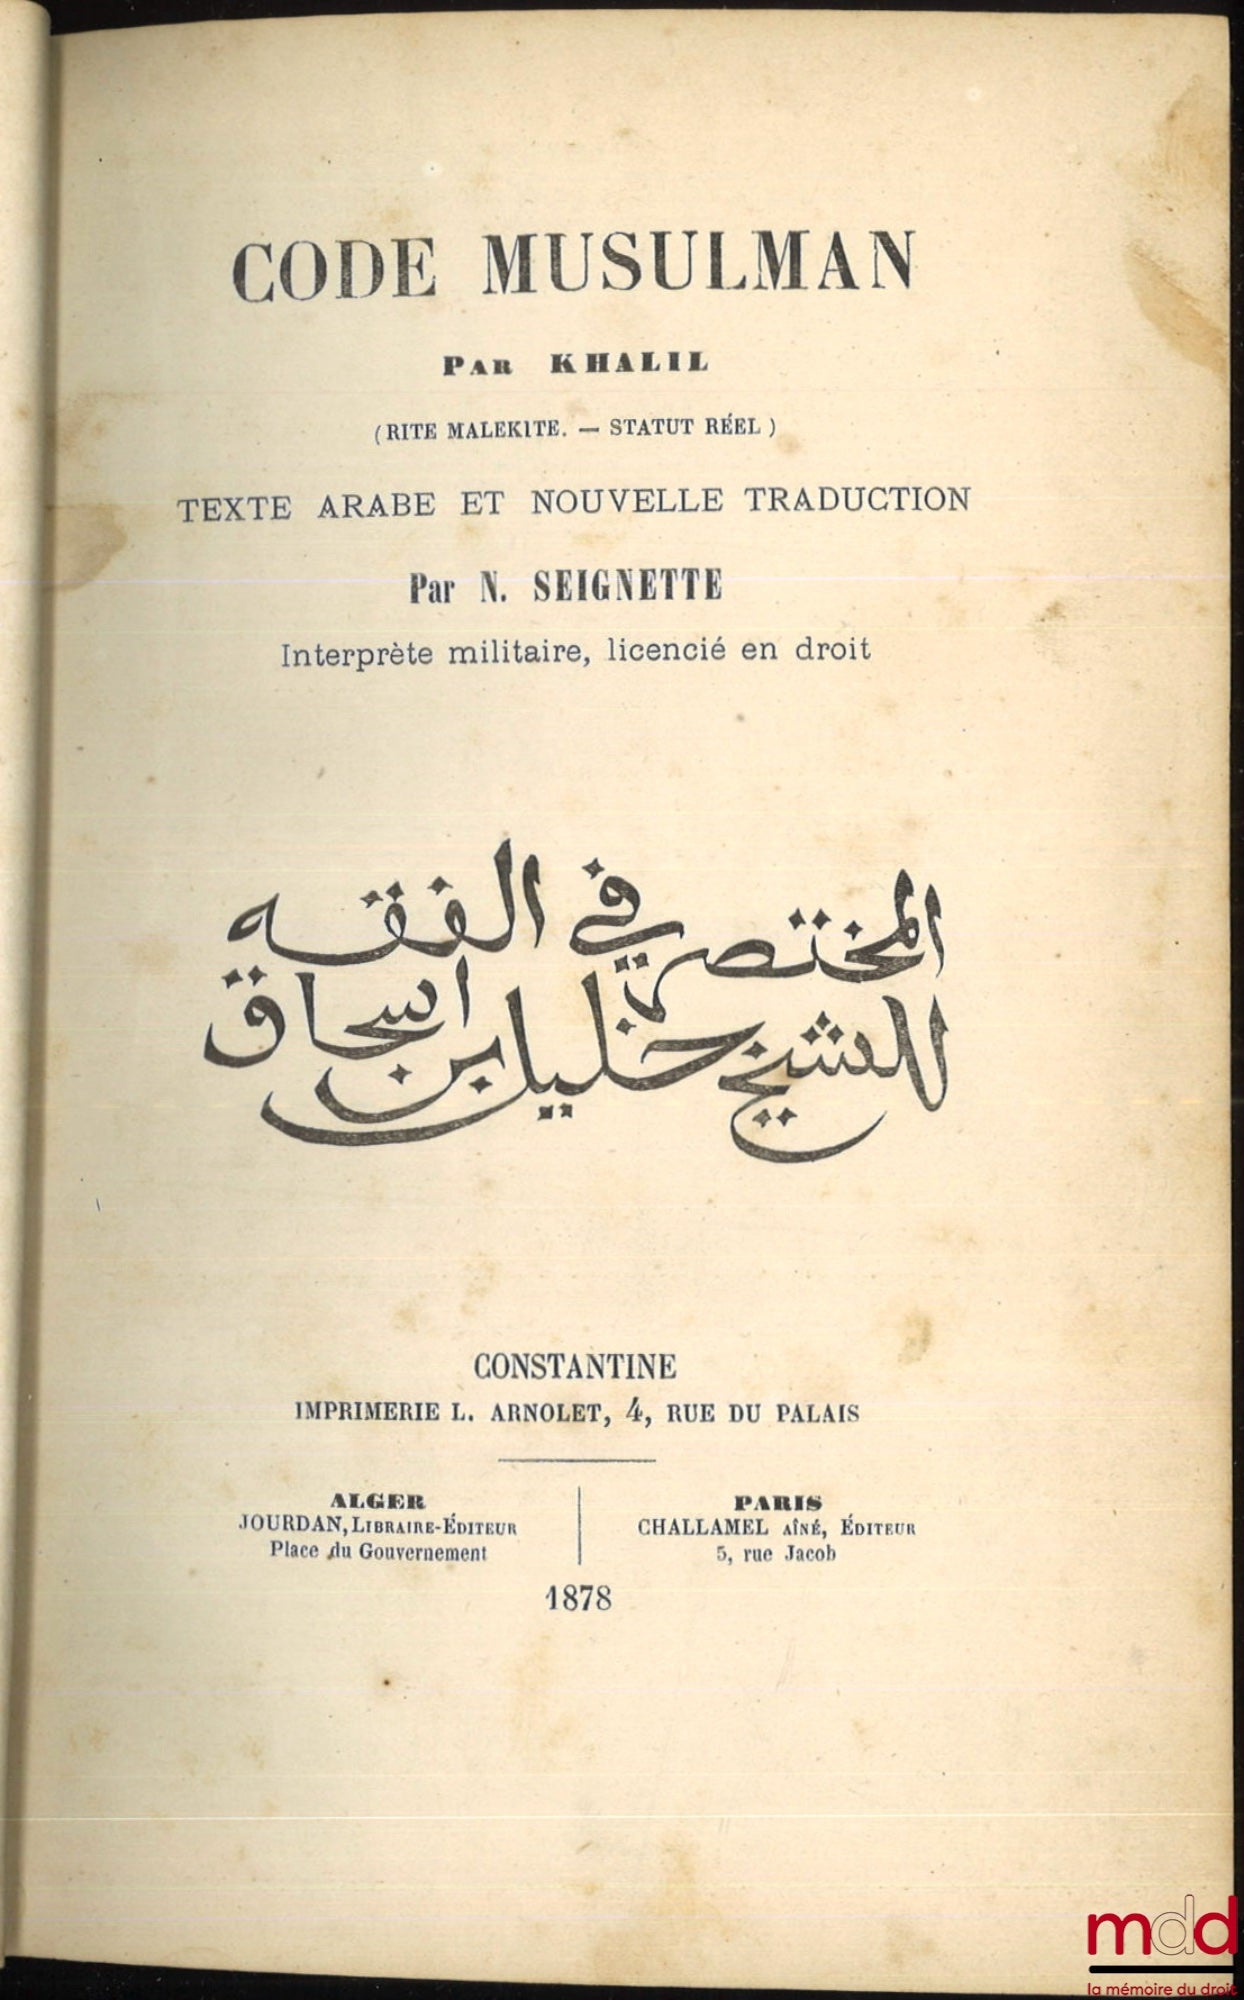 CODE MUSULMAN
PAR KHALIL
(RITE MALEKITE. — STATUT RÉEL)
TEXTE ARABE ET NOUVELLE TRADUCTION
Par N. SEIGNETTE
Interprète militaire, licencié en droit
المختصر في الفقه
للشيخ خليل بن اسحاق
CONSTANTINE
IMPRIMERIE L. ARNOLET, 4, RUE DU PALAIS
ALGER
JOURDAN, LIBRAIRE-ÉDITEUR
Place du Gouvernement
PARIS
CHALLAMEL AÎNÉ, ÉDITEUR
5, rue Jacob
1878
mdd
la mémoire du droit